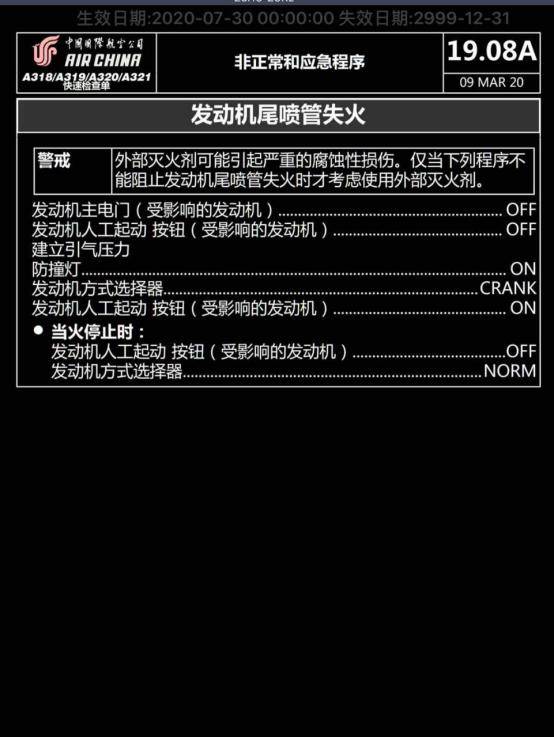 生效日期:2020-07-30 00:00:00 失效日期:2999-12-31
中国国际航空公司
AIR CHINA
A318/A319/A320/A321
快速检查单
非正常和应急程序
19.08A
09 MAR 20
发动机尾喷管失火
警戒
外部灭火剂可能引起严重的腐蚀性损伤。仅当下列程序不
能阻止发动机尾喷管失火时才考虑使用外部灭火剂。
发动机主电门（受影响的发动机）........................................ OFF
发动机人工起动 按钮（受影响的发动机）.............................. OFF
建立引气压力
防撞灯........................................................................ ON
发动机方式选择器........................................................CRANK
发动机人工起动 按钮（受影响的发动机）.............................. ON
● 当火停止时：
发动机人工起动 按钮（受影响的发动机）...........................OFF
发动机方式选择器......................................................NORM